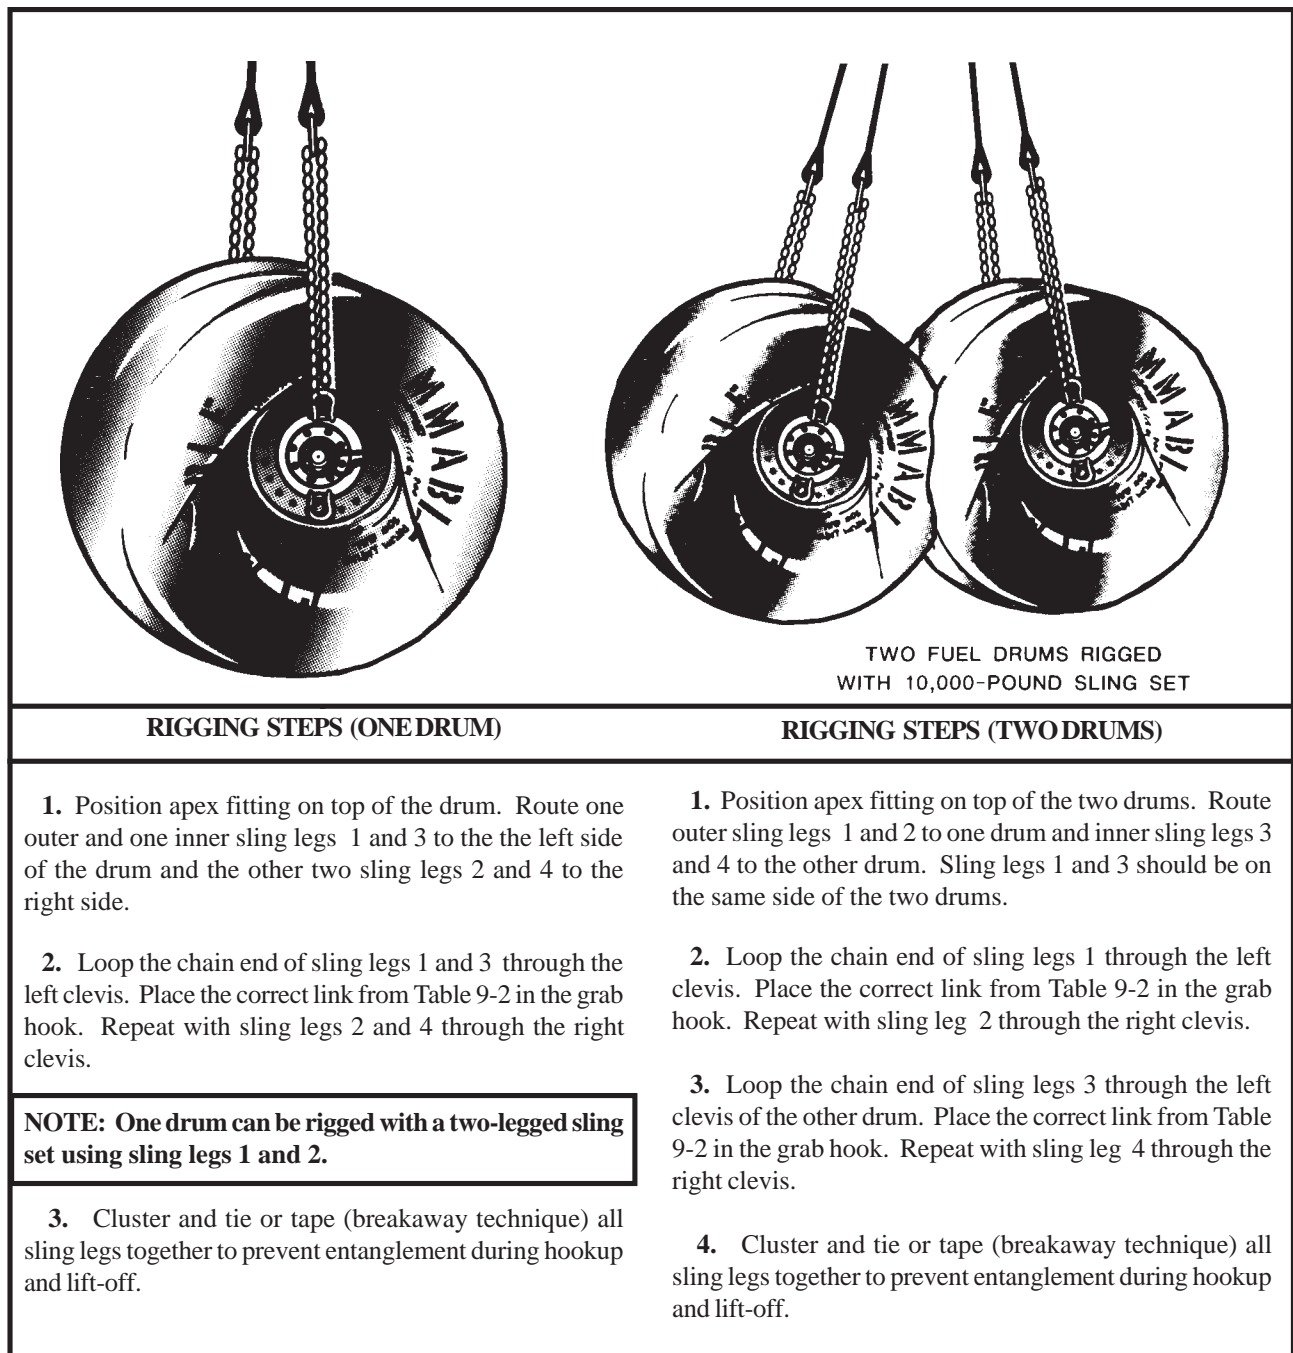 MMABL
BLE
MMABL
BLE
MMABL
TWO FUEL DRUMS RIGGED
WITH 10,000-POUND SLING SET
RIGGING STEPS (ONE DRUM)
1. Position apex fitting on top of the drum. Route one
outer and one inner sling legs 1 and 3 to the the left side
of the drum and the other two sling legs 2 and 4 to the
right side.
2. Loop the chain end of sling legs 1 and 3 through the
left clevis. Place the correct link from Table 9-2 in the grab
hook. Repeat with sling legs 2 and 4 through the right
clevis.
NOTE: One drum can be rigged with a two-legged sling
set using sling legs 1 and 2.
3. Cluster and tie or tape (breakaway technique) all
sling legs together to prevent entanglement during hookup
and lift-off.
RIGGING STEPS (TWO DRUMS)
1. Position apex fitting on top of the two drums. Route
outer sling legs 1 and 2 to one drum and inner sling legs 3
and 4 to the other drum. Sling legs 1 and 3 should be on
the same side of the two drums.
2. Loop the chain end of sling legs 1 through the left
clevis. Place the correct link from Table 9-2 in the grab
hook. Repeat with sling leg 2 through the right clevis.
3. Loop the chain end of sling legs 3 through the left
clevis of the other drum. Place the correct link from Table
9-2 in the grab hook. Repeat with sling leg 4 through the
right clevis.
4. Cluster and tie or tape (breakaway technique) all
sling legs together to prevent entanglement during hookup
and lift-off.